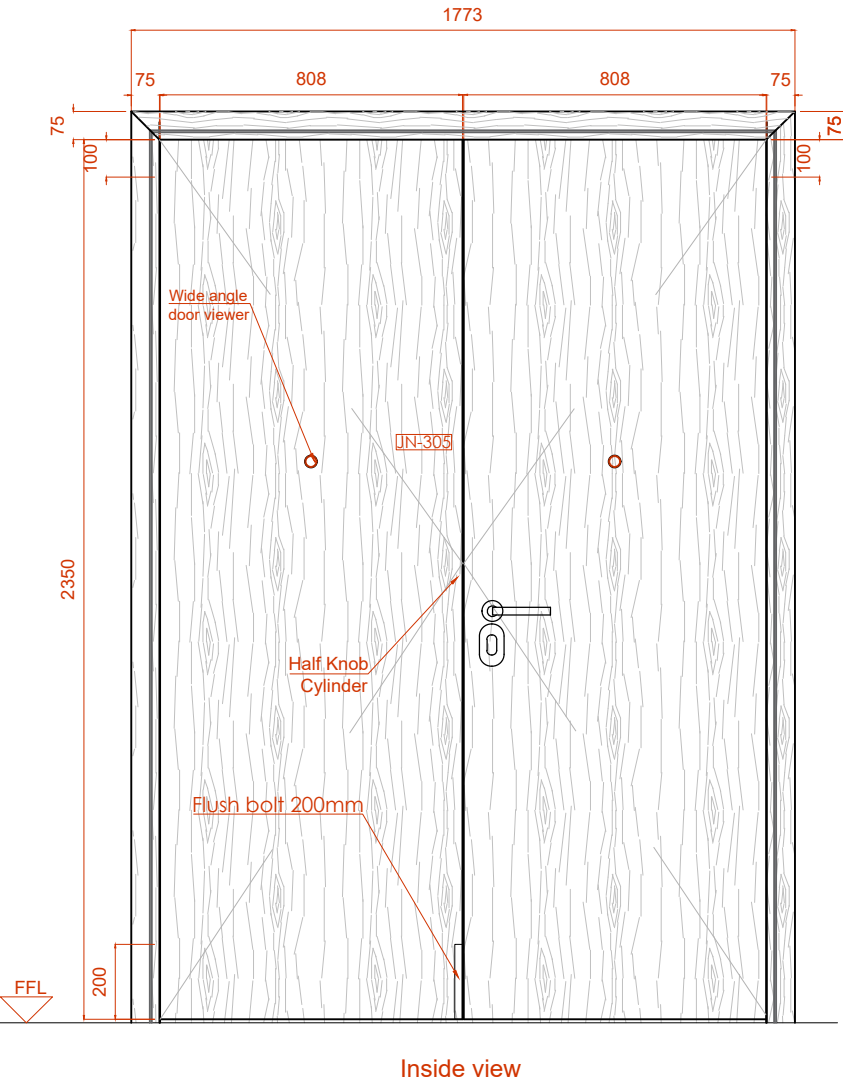 1773
75
808
808
75
75
75
100
100
Wide angle
door viewer
JN-305
2350
Half Knob
Cylinder
Flush bolt 200mm
200
FFL
Inside view